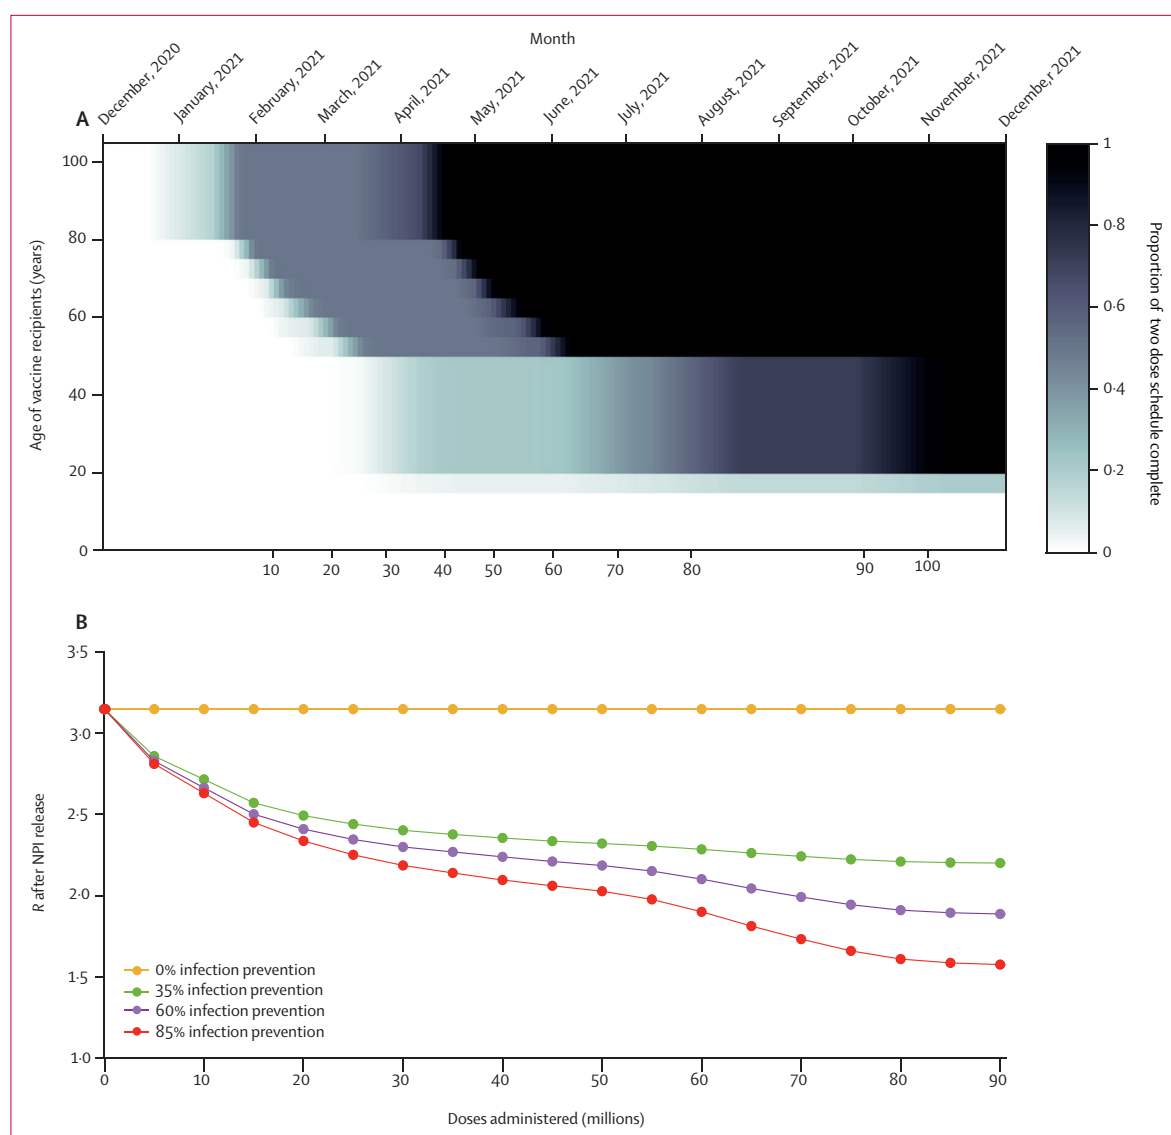 Month
December, 2020
January, 2021
February, 2021
March, 2021
April, 2021
May, 2021
June, 2021
July, 2021
August, 2021
September, 2021
October, 2021
November, 2021
Decembe,r 2021
A
Age of vaccine recipients (years)
100
80
60
40
20
0
10 20 30 40 50 60 70 80 90 100
1
0·8
0·6
0·4
0·2
0
Proportion of two dose schedule complete
B
R after NPI release
3·5
3·0
2·5
2·0
1·5
1·0
0% infection prevention
35% infection prevention
60% infection prevention
85% infection prevention
0 10 20 30 40 50 60 70 80 90
Doses administered (millions)